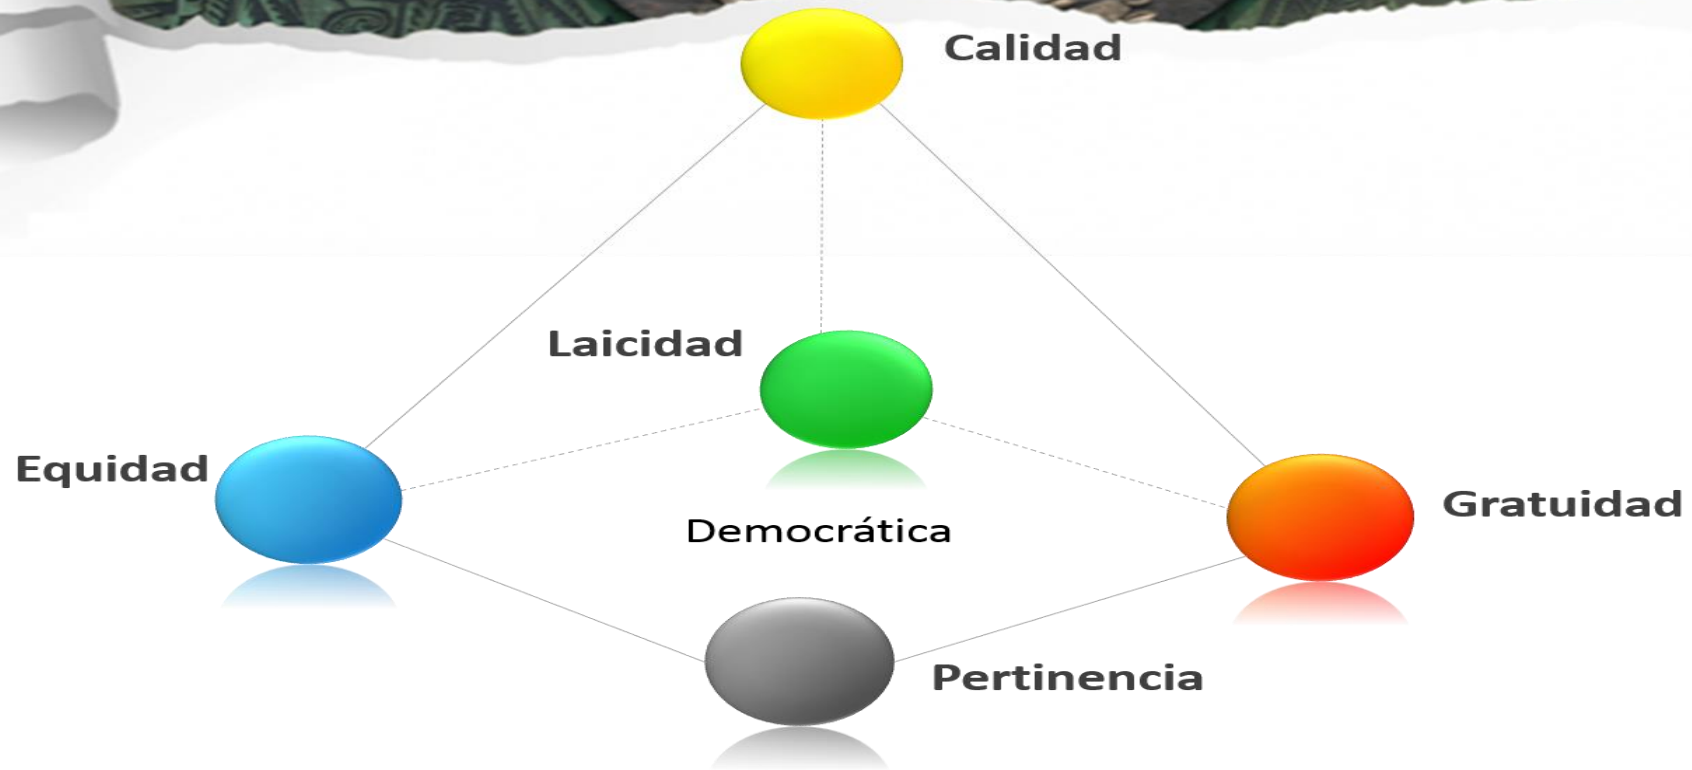 Calidad
Laicidad
Equidad
Gratuidad
Democrática
Pertinencia